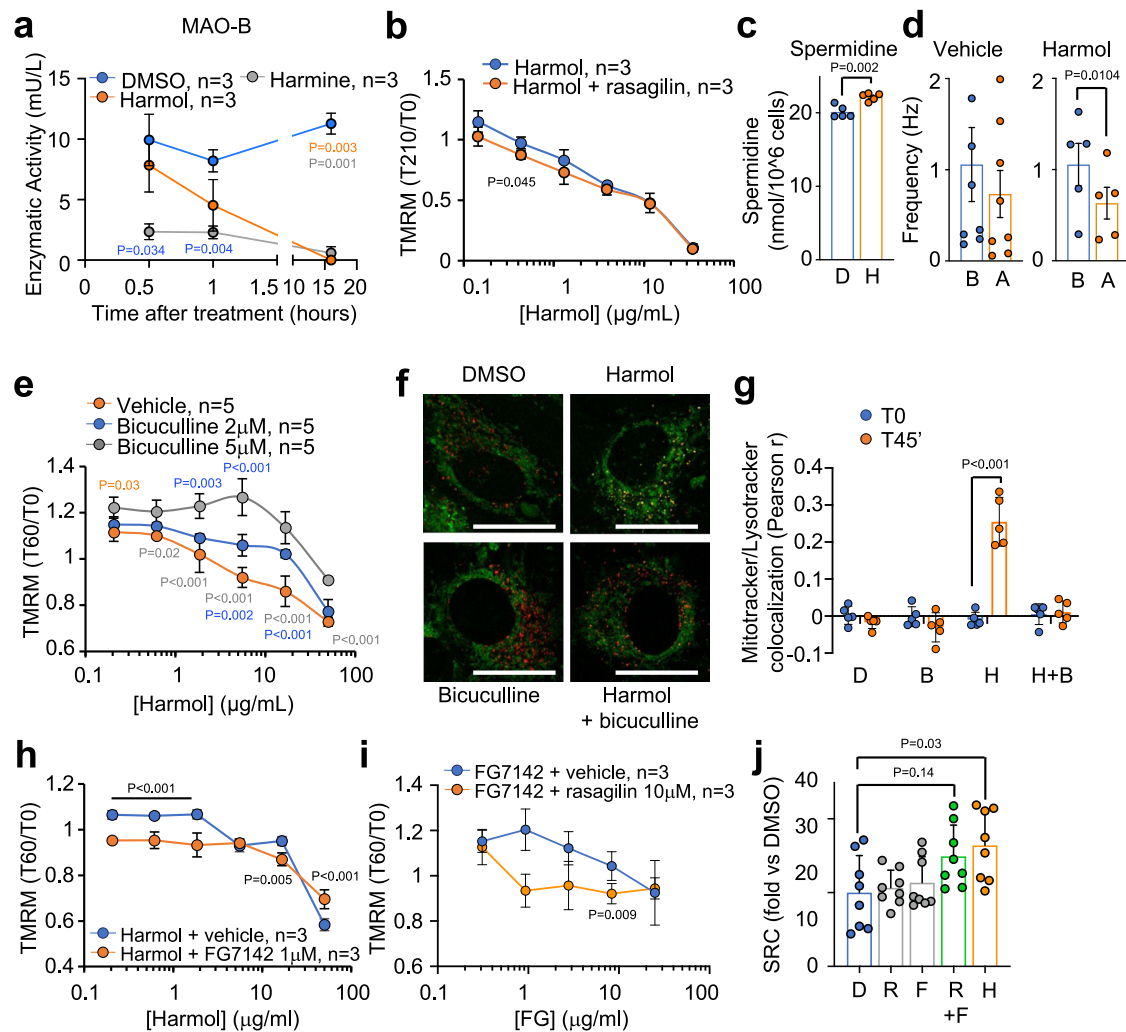 a
MAO-B
DMSO, n=3
Harmine, n=3
Harmol, n=3
Enzymatic Activity (mU/L)
15
10
5
0
P=0.003
P=0.001
P=0.034
P=0.004
0 0.5 1 1.5 10 15 20
Time after treatment (hours)
b
Harmol, n=3
Harmol + rasagilin, n=3
TMRM (T2210/T0)
1.5
1
0.5
0
P=0.045
0.1 1 10 100
[Harmol] (µg/mL)
c
Spermidine
P=0.002
Spermidine
(nmol/10^6 cells)
20
10
0
D H
d
Vehicle
Harmol
P=0.0104
Frequency (Hz)
2
1
0
2
1
0
B A
B A
e
Vehicle, n=5
Bicuculline 2µM, n=5
Bicuculline 5µM, n=5
TMRM (T60/T0)
1.4
1.2
1
0.8
0.6
P=0.03
P=0.003
P<0.001
P=0.02
P<0.001
P<0.001
P=0.002
P<0.001
P<0.001
P<0.001
0.1 1 10 100
[Harmol] (µg/mL)
f
DMSO
Harmol
Bicuculline
Harmol
+ bicuculline
g
T0
T45'
Mitotracker/Lysotracker
colocalization (Pearson r)
0.4
0.3
0.2
0.1
0
-0.1
P<0.001
D B H H+B
h
P<0.001
TMRM (T60/T0)
1.4
1.2
1
0.8
0.6
0.4
P=0.005
P<0.001
Harmol + vehicle, n=3
Harmol + FG7142 1µM, n=3
0.1 1 10 100
[Harmol] (µg/ml)
i
FG7142 + vehicle, n=3
FG7142 + rasagilin 10µM, n=3
TMRM (T60/T0)
1.4
1.2
1
0.8
0.6
P=0.009
0.1 1 10 100
[FG] (µg/ml)
j
P=0.03
P=0.14
SRC (fold vs DMSO)
30
20
10
0
D R F R H
+F